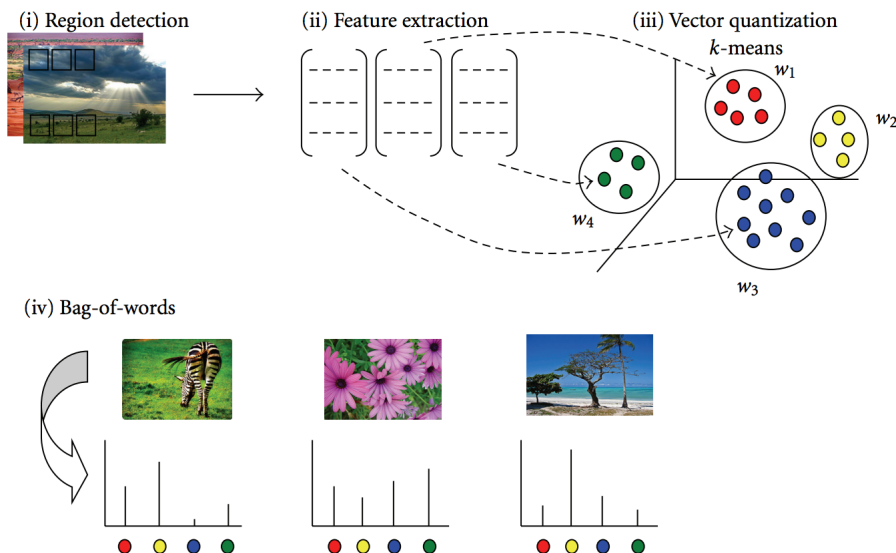 (i) Region detection
(ii) Feature extraction
(iii) Vector quantization
k-means
w1
w2
w4
w3
(iv) Bag-of-words